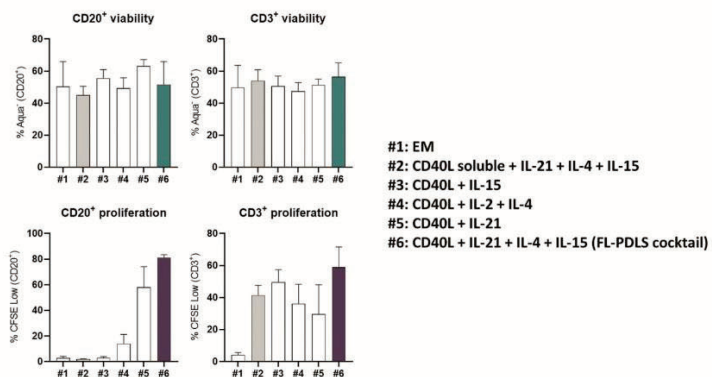 CD20+ viability
% Aqua- (CD20+)
80
60
40
20
0
#1 #2 #3 #4 #5 #6
CD3+ viability
% Aqua- (CD3+)
80
60
40
20
0
#1 #2 #3 #4 #5 #6
CD20+ proliferation
% CFSE Low (CD20+)
100
80
60
40
20
0
#1 #2 #3 #4 #5 #6
CD3+ proliferation
% CFSE Low (CD3+)
80
60
40
20
0
#1 #2 #3 #4 #5 #6
#1: EM
#2: CD40L soluble + IL-21 + IL-4 + IL-15
#3: CD40L + IL-15
#4: CD40L + IL-2 + IL-4
#5: CD40L + IL-21
#6: CD40L + IL-21 + IL-4 + IL-15 (FL-PDLS cocktail)